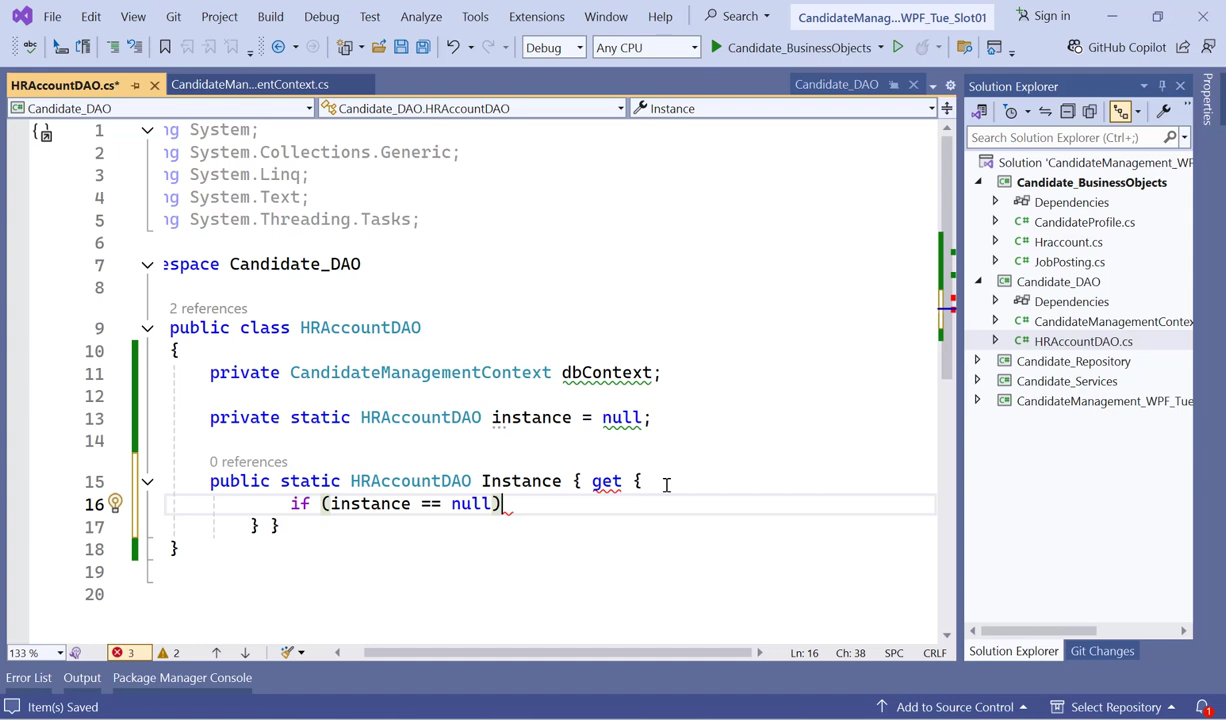 File Edit View Git Project Build Debug Test Analyze Tools Extensions Window Help Search CandidateManag...WPF_Tue_Slot01 Sign in
Debug Any CPU Candidate_BusinessObjects GitHub Copilot
HRAccountDAO.cs* CandidateMan...entContext.cs Candidate_DAO
Candidate_DAO Candidate_DAO.HRAccountDAO Instance
1 ng System;
2 ng System.Collections.Generic;
3 ng System.Linq;
4 ng System.Text;
5 ng System.Threading.Tasks;
6
7 espace Candidate_DAO
8
2 references
9 public class HRAccountDAO
10 {
11 private CandidateManagementContext dbContext;
12
13 private static HRAccountDAO instance = null;
14
0 references
15 public static HRAccountDAO Instance { get {
16 if (instance == null)
17 } }
18 }
19
20
133 % 3 2 Ln: 16 Ch: 38 SPC CRLF
Solution Explorer
Search Solution Explorer (Ctrl+;)
Solution 'CandidateManagement_WPF
Candidate_BusinessObjects
Dependencies
CandidateProfile.cs
Hraccount.cs
JobPosting.cs
Candidate_DAO
Dependencies
CandidateManagementContex
HRAccountDAO.cs
Candidate_Repository
Candidate_Services
CandidateManagement_WPF_Tue
Solution Explorer Git Changes
Properties
Error List Output Package Manager Console
Item(s) Saved Add to Source Control Select Repository 1